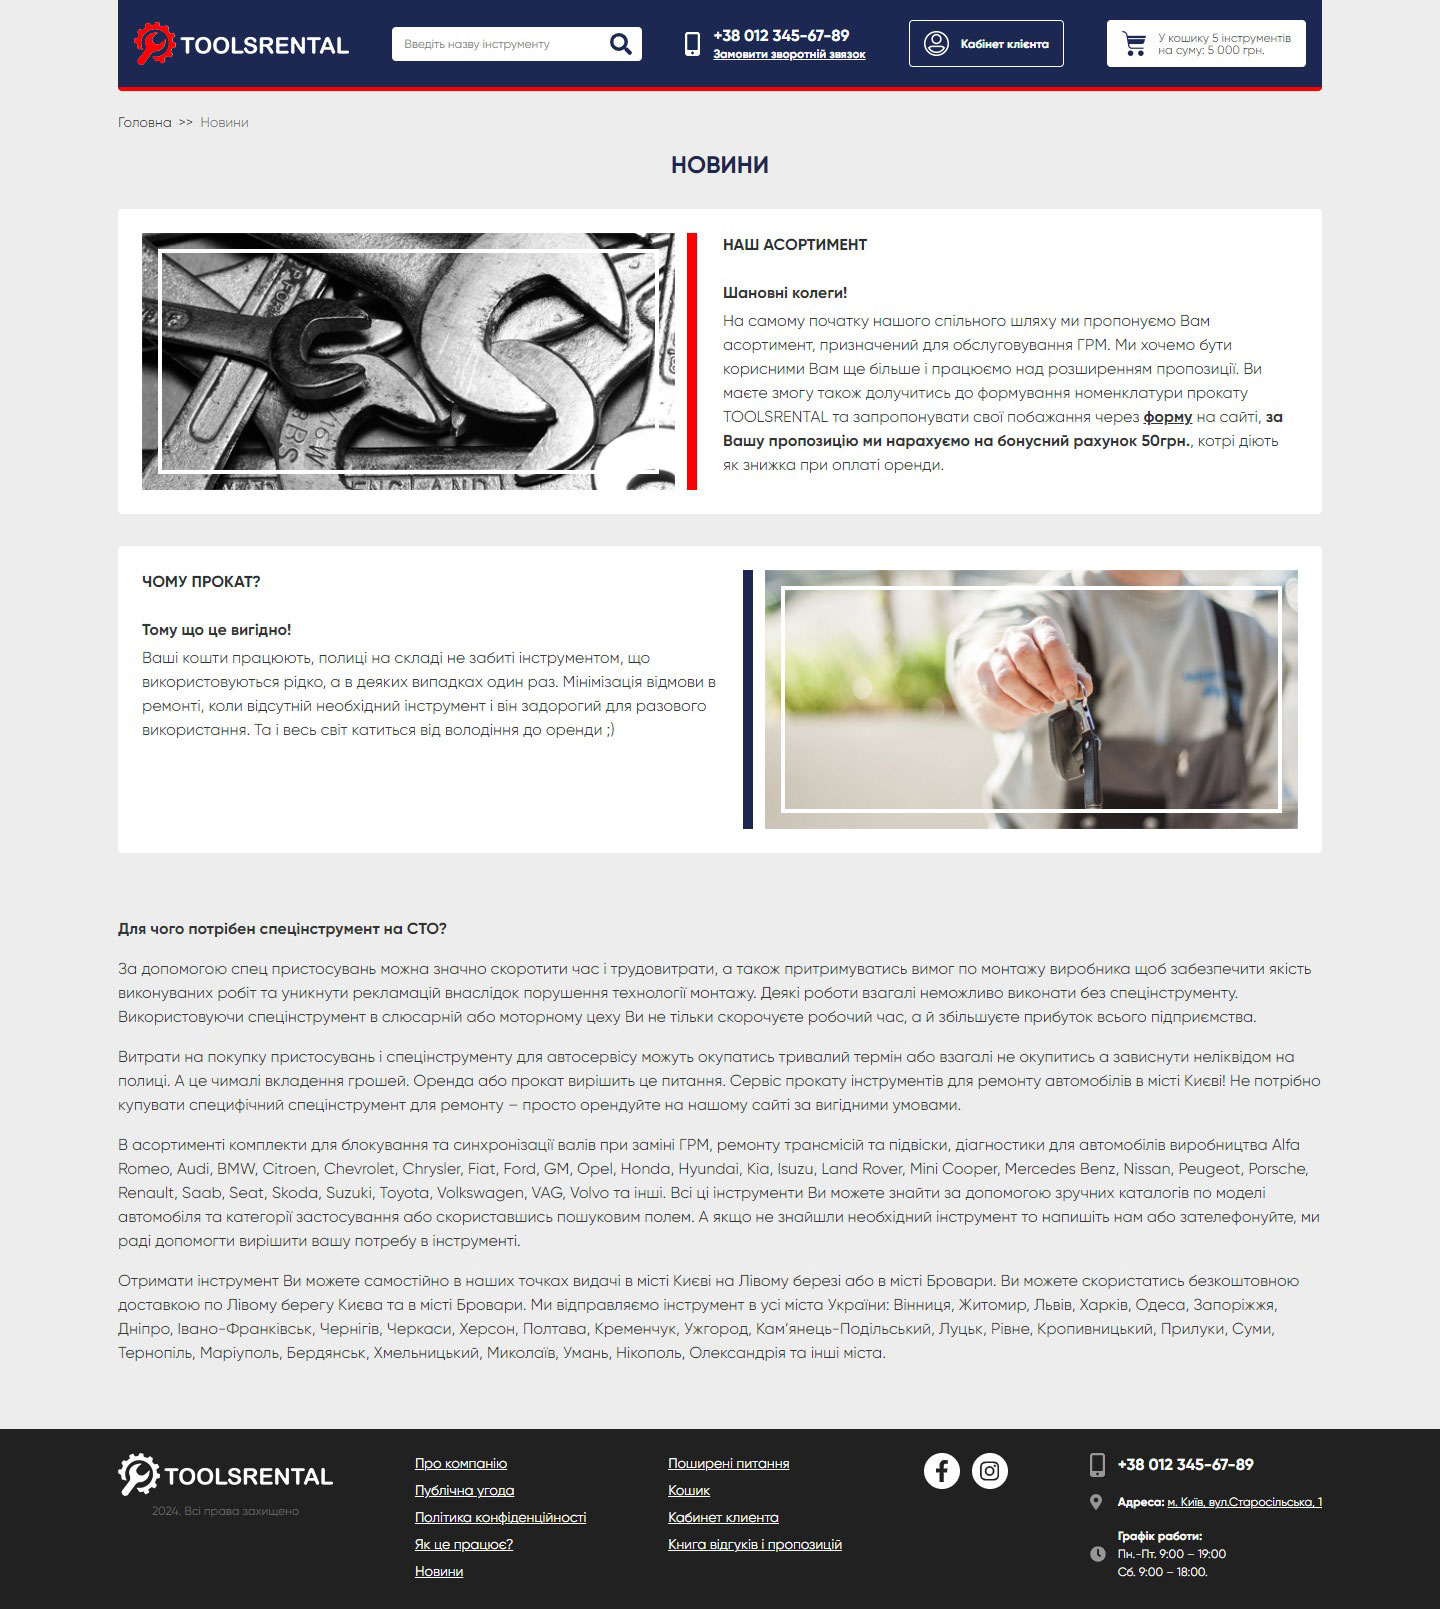 TOOLSRENTAL
Введіть назву інструменту
+38 012 345-67-89
Замовити зворотній звязок
Кабінет клієнта
У кошику 5 інструментів
на суму: 5 000 грн.
Головна >> Новини
НОВИНИ
НАШ АСОРТИМЕНТ
Шановні колеги!
На самому початку нашого спільного шляху ми пропонуємо Вам
асортимент, призначений для обслуговування ГРМ. Ми хочемо бути
корисними Вам ще більше і працюємо над розширенням пропозиції. Ви
маєте змогу також долучитись до формування номенклатури прокату
TOOLSRENTAL та запропонувати свої побажання через форму на сайті, за
Вашу пропозицію ми нарахуємо на бонусний рахунок 50грн., котрі діють
як знижка при оплаті оренди.
ENGLAND
ЧОМУ ПРОКАТ?
Тому що це вигідно!
Ваші кошти працюють, полиці на складі не забиті інструментом, що
використовуються рідко, а в деяких випадках один раз. Мінімізація відмови в
ремонті, коли відсутній необхідний інструмент і він задорогий для разового
використання. Та і весь світ катиться від володіння до оренди ;)
Для чого потрібен спецінструмент на СТО?
За допомогою спец пристосувань можна значно скоротити час і трудовитрати, а також притримуватись вимог по монтажу виробника щоб забезпечити якість
виконуваних робіт та уникнути рекламацій внаслідок порушення технології монтажу. Деякі роботи взагалі неможливо виконати без спецінструменту.
Використовуючи спецінструмент в слюсарній або моторному цеху Ви не тільки скорочуєте робочий час, а й збільшуєте прибуток всього підприємства.
Витрати на покупку пристосувань і спецінструменту для автосервісу можуть окупатись тривалий термін або взагалі не окупитись а зависнути неліквідом на
полиці. А це чималі вкладення грошей. Оренда або прокат вирішить це питання. Сервіс прокату інструментів для ремонту автомобілів в місті Києві! Не потрібно
купувати специфічний спецінструмент для ремонту – просто орендуйте на нашому сайті за вигідними умовами.
В асортименті комплекти для блокування та синхронізації валів при заміні ГРМ, ремонту трансмісій та підвіски, діагностики для автомобілів виробництва Alfa
Romeo, Audi, BMW, Citroen, Chevrolet, Chrysler, Fiat, Ford, GM, Opel, Honda, Hyundai, Kia, Isuzu, Land Rover, Mini Cooper, Mercedes Benz, Nissan, Peugeot, Porsche,
Renault, Saab, Seat, Skoda, Suzuki, Toyota, Volkswagen, VAG, Volvo та інші. Всі ці інструменти Ви можете знайти за допомогою зручних каталогів по моделі
автомобіля та категорії застосування або скориставшись пошуковим полем. А якщо не знайшли необхідний інструмент то напишіть нам або зателефонуйте, ми
раді допомогти вирішити вашу потребу в інструменті.
Отримати інструмент Ви можете самостійно в наших точках видачі в місті Києві на Лівому березі або в місті Бровари. Ви можете скористатись безкоштовною
доставкою по Лівому берегу Києва та в місті Бровари. Ми відправляємо інструмент в усі міста України: Вінниця, Житомир, Львів, Харків, Одеса, Запоріжжя,
Дніпро, Івано-Франківськ, Чернігів, Черкаси, Херсон, Полтава, Кременчук, Ужгород, Кам’янець-Подільський, Луцьк, Рівне, Кропивницький, Прилуки, Суми,
Тернопіль, Маріуполь, Бердянськ, Хмельницький, Миколаїв, Умань, Нікополь, Олександрія та інші міста.
TOOLSRENTAL
2024. Всі права захищено
Про компанію
Публічна угода
Політика конфіденційності
Як це працює?
Новини
Поширені питання
Кошик
Кабинет клиента
Книга відгуків і пропозицій
+38 012 345-67-89
Адреса: м. Київ, вул.Старосільська, 1
Графік работи:
Пн.-Пт. 9:00 – 19:00
Сб. 9:00 – 18:00.